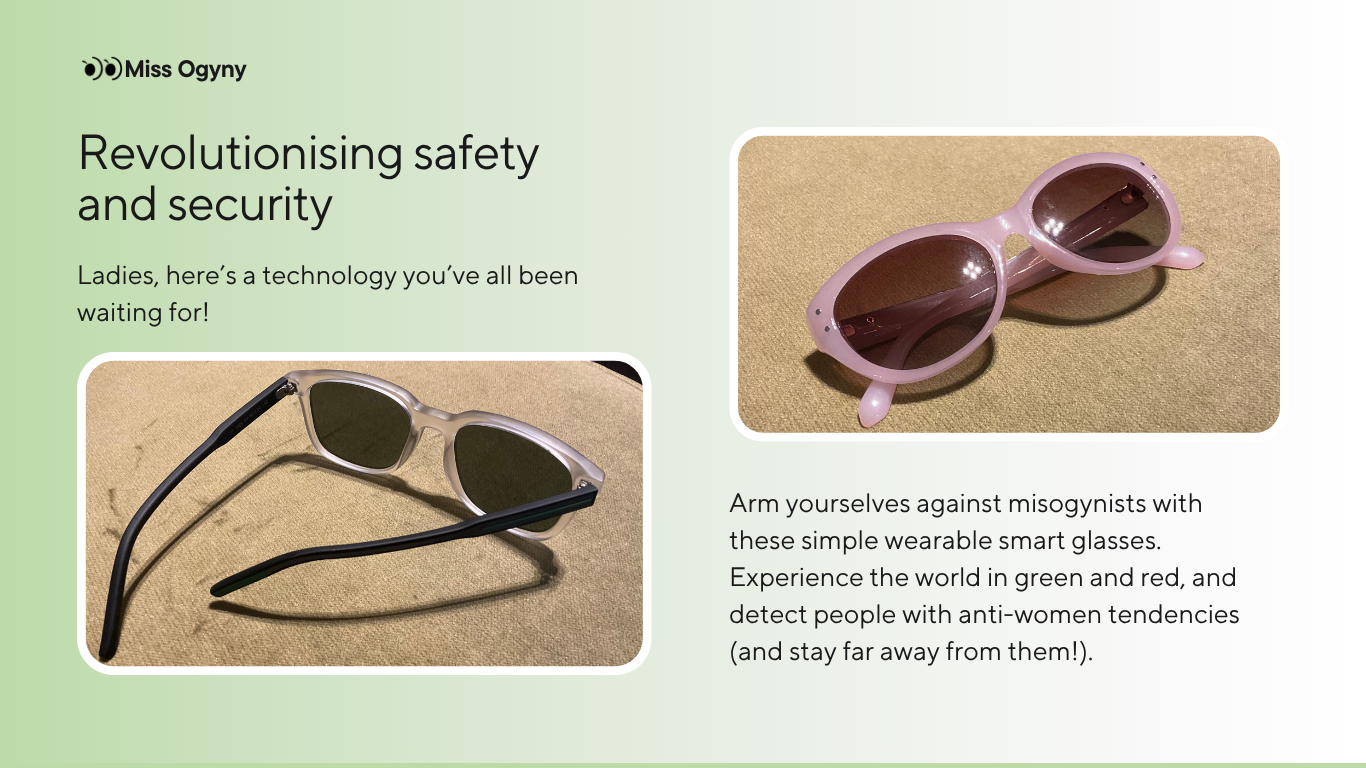 Miss Ogyny
Revolutionising safety
and security
Ladies, here’s a technology you’ve all been
waiting for!
Arm yourselves against misogynists with
these simple wearable smart glasses.
Experience the world in green and red, and
detect people with anti-women tendencies
(and stay far away from them!).